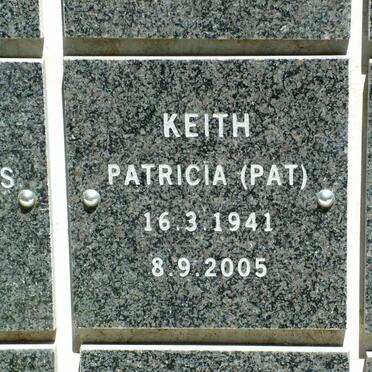 KEITH
PATRICIA (PAT)
16.3.1941
8.9.2005
S